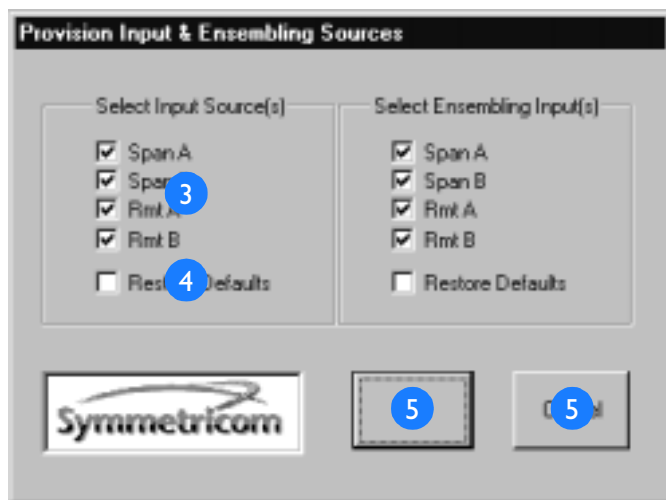 Provision Input & Ensembling Sources
Select Input Source(s)
Select Ensembling Input(s)
Span A
Span
3
Rmt A
Rmt B
4
Span A
Span B
Rmt A
Rmt B
Restore Defaults
Symmetricom
5
5